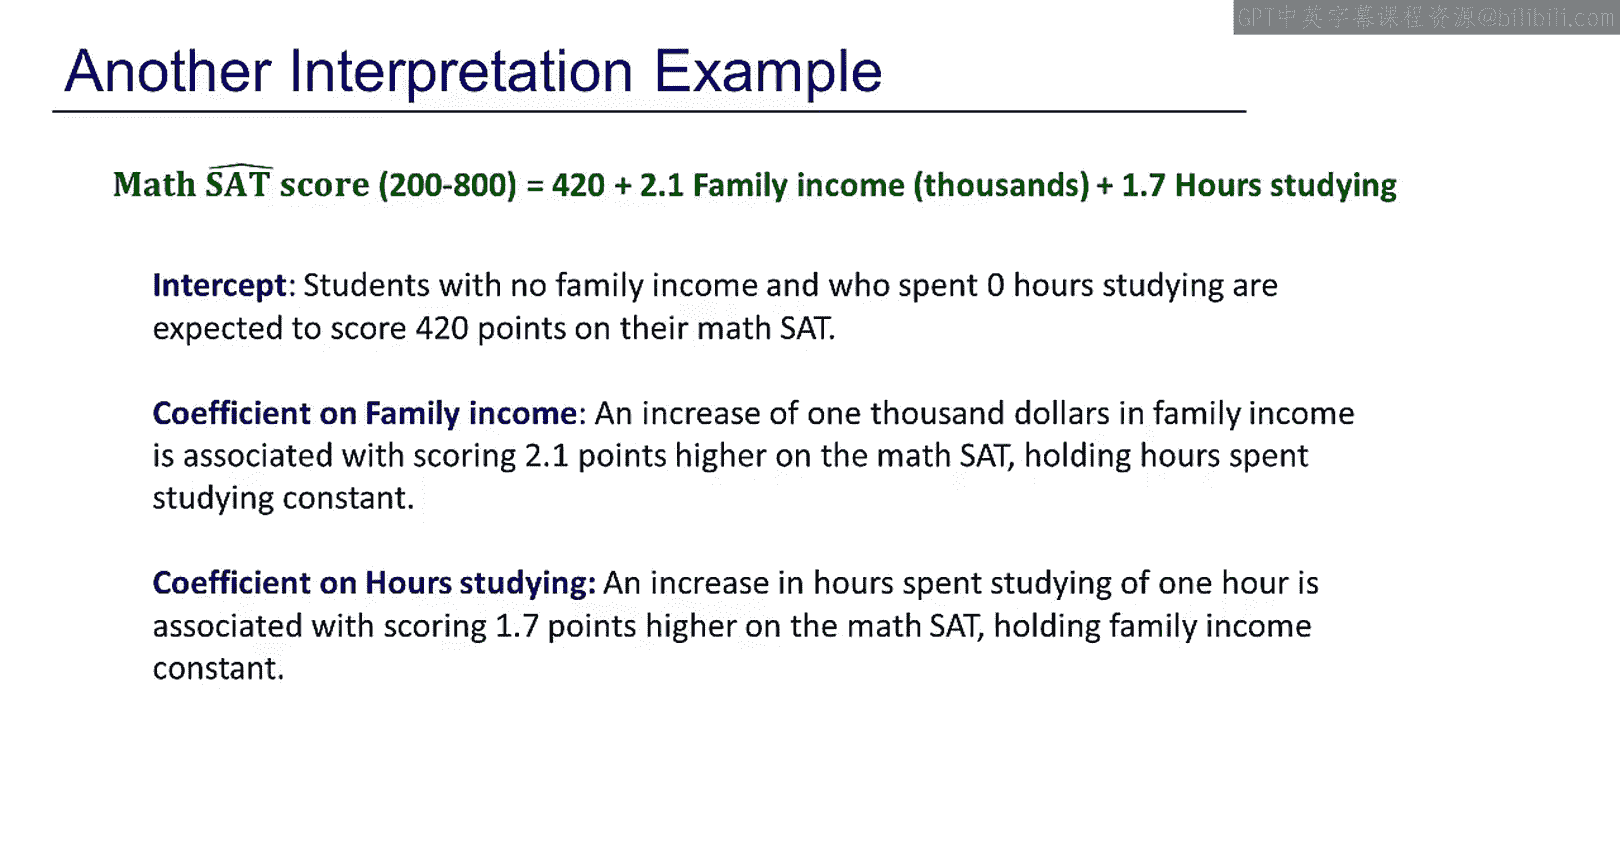 GPT中英字幕课程资源@bilibili.com
Another Interpretation Example
Math SAT score (200-800) = 420 + 2.1 Family income (thousands) + 1.7 Hours studying
Intercept: Students with no family income and who spent 0 hours studying are
expected to score 420 points on their math SAT.
Coefficient on Family income: An increase of one thousand dollars in family income
is associated with scoring 2.1 points higher on the math SAT, holding hours spent
studying constant.
Coefficient on Hours studying: An increase in hours spent studying of one hour is
associated with scoring 1.7 points higher on the math SAT, holding family income
constant.